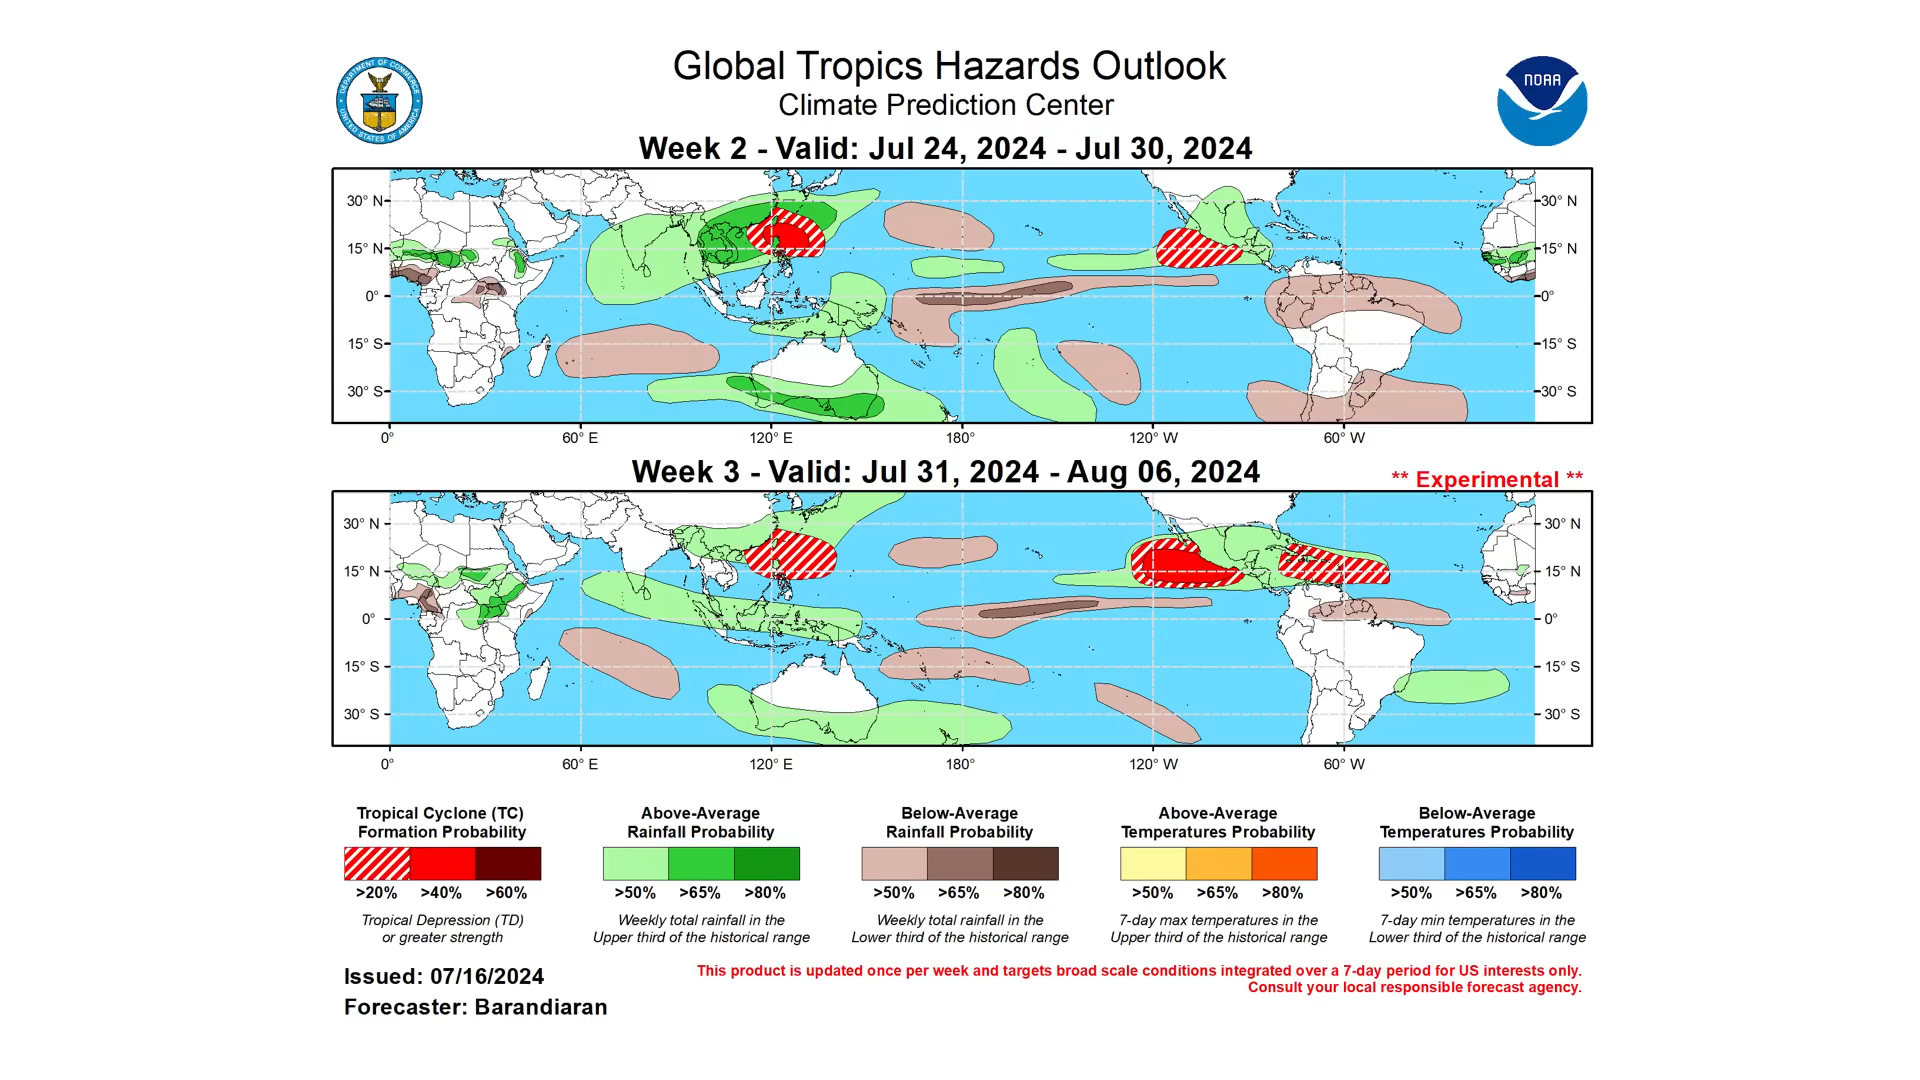 Global Tropics Hazards Outlook
Climate Prediction Center
DEPARTMENT OF COMMERCE
UNITED STATES OF AMERICA
NOAA
Week 2 - Valid: Jul 24, 2024 - Jul 30, 2024
30° N
30° N
15° N
15° N
0°
0°
15° S
15° S
30° S
30° S
0°
60° E
120° E
180°
120° W
60° W
Week 3 - Valid: Jul 31, 2024 - Aug 06, 2024
** Experimental **
30° N
30° N
15° N
15° N
0°
0°
15° S
15° S
30° S
30° S
0°
60° E
120° E
180°
120° W
60° W
Tropical Cyclone (TC)
Formation Probability
>20% >40% >60%
Tropical Depression (TD)
or greater strength
Above-Average
Rainfall Probability
>50% >65% >80%
Weekly total rainfall in the
Upper third of the historical range
Below-Average
Rainfall Probability
>50% >65% >80%
Weekly total rainfall in the
Lower third of the historical range
Above-Average
Temperatures Probability
>50% >65% >80%
7-day max temperatures in the
Upper third of the historical range
Below-Average
Temperatures Probability
>50% >65% >80%
7-day min temperatures in the
Lower third of the historical range
Issued: 07/16/2024
Forecaster: Barandiaran
This product is updated once per week and targets broad scale conditions integrated over a 7-day period for US interests only.
Consult your local responsible forecast agency.